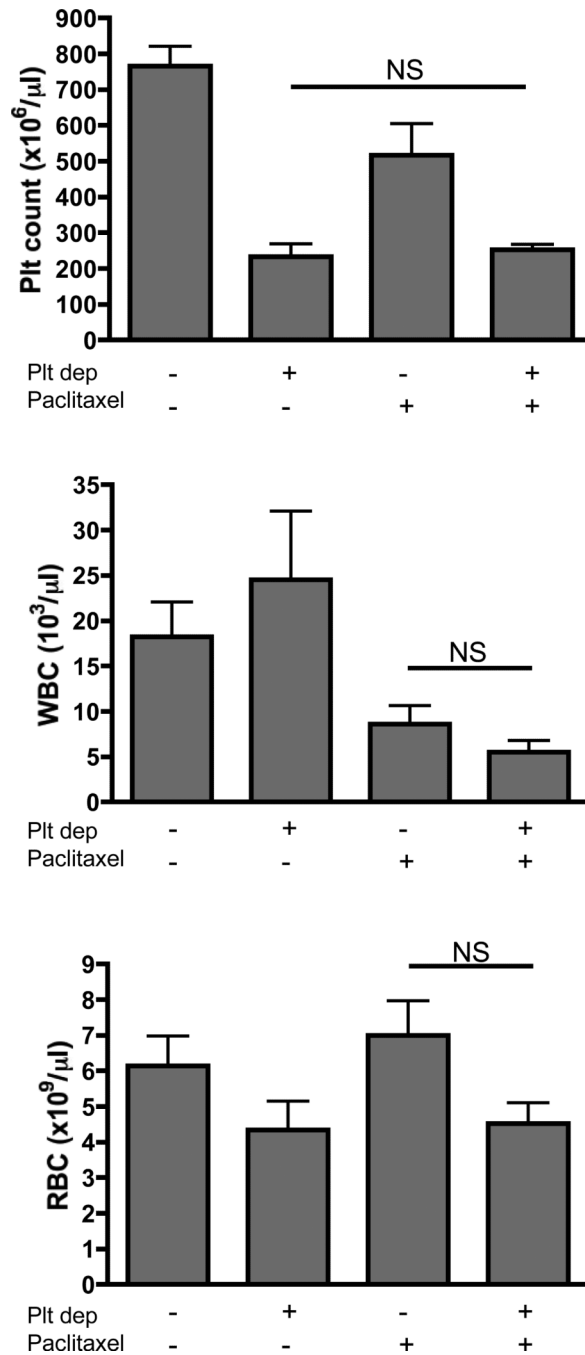 Plt count (x10⁶/µl)
900
800
700
600
500
400
300
200
100
0
NS
Plt dep - + - +
Paclitaxel - - + +
WBC (10³/µl)
35
30
25
20
15
10
5
0
NS
Plt dep - + - +
Paclitaxel - - + +
RBC (x10⁹/µl)
9
8
7
6
5
4
3
2
1
0
NS
Plt dep - + - +
Paclitaxel - - + +